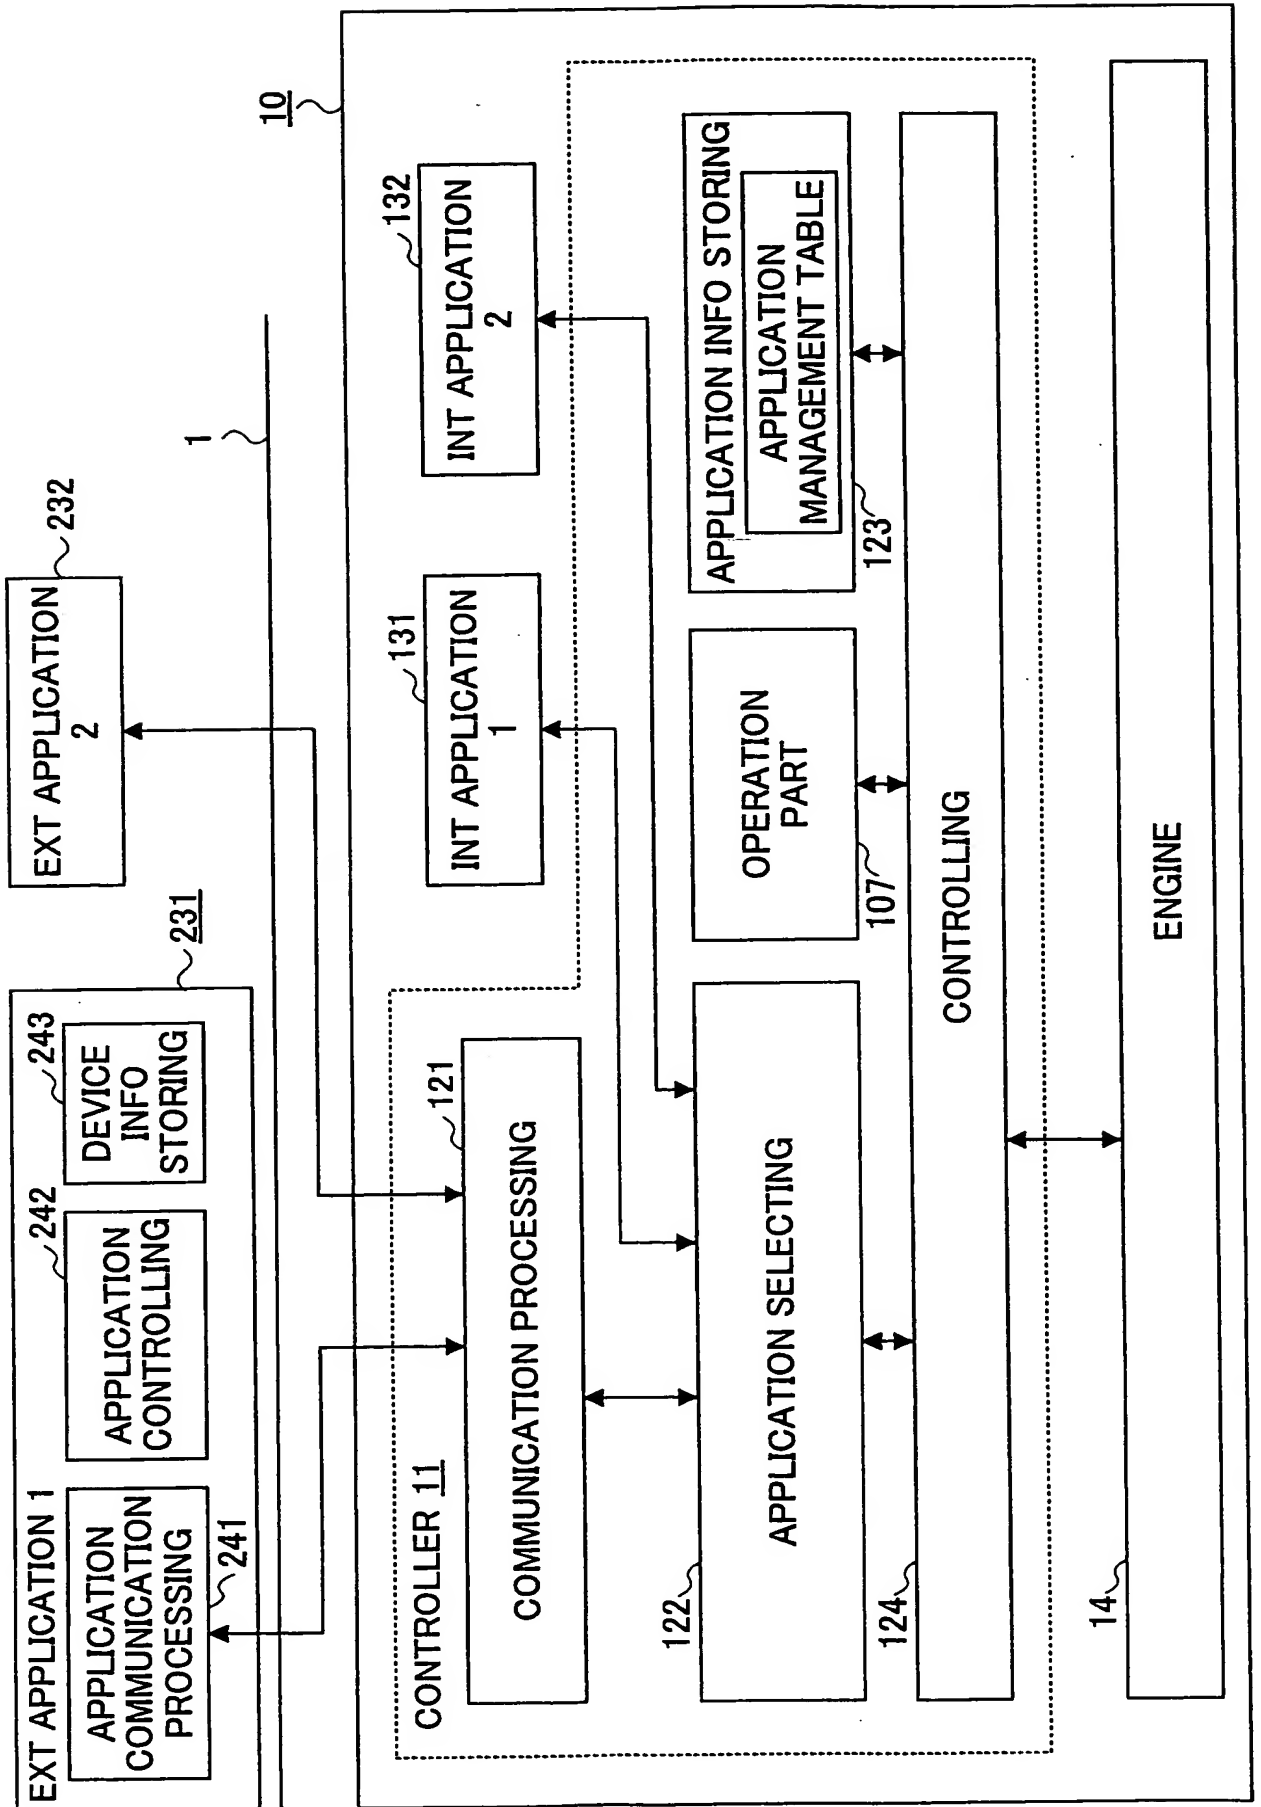 EXT APPLICATION 1
APPLICATION
COMMUNICATION
PROCESSING
241
APPLICATION
CONTROLLING
242
DEVICE
INFO
STORING
243
231
EXT APPLICATION
2
232
1
10
CONTROLLER 11
COMMUNICATION PROCESSING
121
INT APPLICATION
1
131
INT APPLICATION
2
132
APPLICATION SELECTING
122
OPERATION
PART
107
APPLICATION INFO STORING
APPLICATION
MANAGEMENT TABLE
123
CONTROLLING
124
ENGINE
14